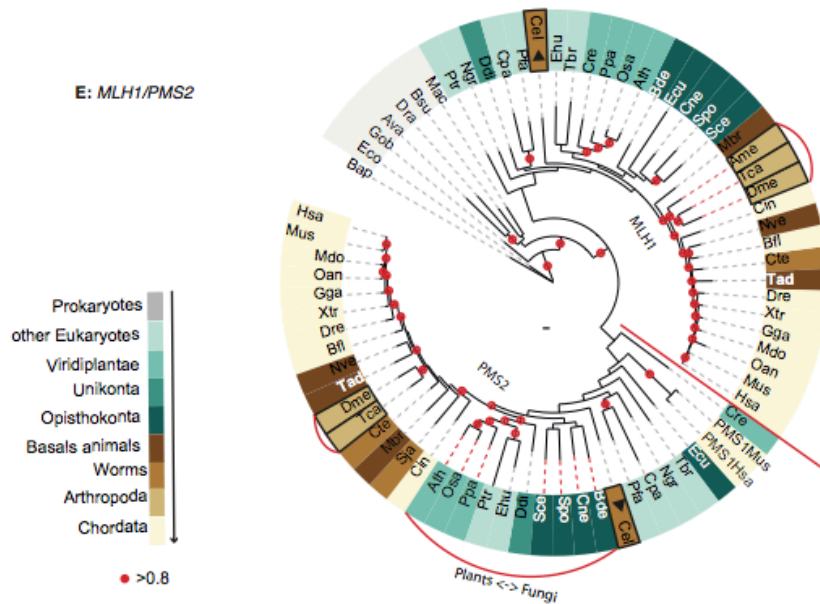 E: MLH1/PMS2
Bap
Eco
Gob
Ava
Dra
Bsu
Mac
Ptr
Ngr
Ddi
Cpa
Pfa
Cel
Ehu
Tbr
Cre
Ppa
Osa
Ath
Bde
Ecu
Cne
Spo
Sce
Mbr
Ame
Tca
Dme
Cin
Nve
Bfl
Cte
Tad
Dre
Xtr
Gga
Mdo
Oan
Mus
Hsa
MLH1
Cre
PMS1Mus
PMS1Hsa
Ecu
Tbr
Ngr
Cpa
Pfa
Cel
Bde
Cne
Spo
Sce
Ddi
Ehu
Ptr
Ppa
Osa
Ath
Cin
Sja
Mbr
Cte
Tca
Dme
Tad
Nve
Bfl
Dre
Xtr
Gga
Oan
Mdo
Mus
Hsa
PMS2
Plants <-> Fungi
Prokaryotes
other Eukaryotes
Viridiplantae
Unikonta
Opisthokonta
Basals animals
Worms
Arthropoda
Chordata
>0.8